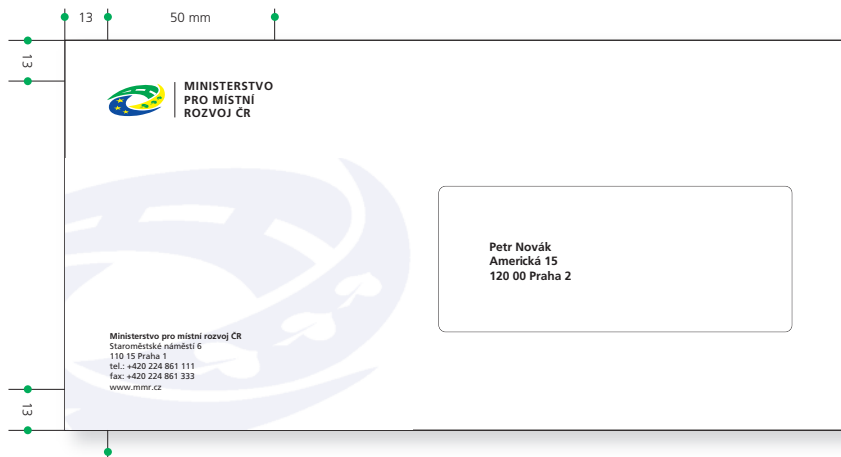 13
50 mm
13
MINISTERSTVO
PRO MÍSTNÍ
ROZVOJ ČR
Petr Novák
Americká 15
120 00 Praha 2
Ministerstvo pro místní rozvoj ČR
Staroměstské náměstí 6
110 15 Praha 1
tel.: +420 224 861 111
fax: +420 224 861 333
www.mmr.cz
13